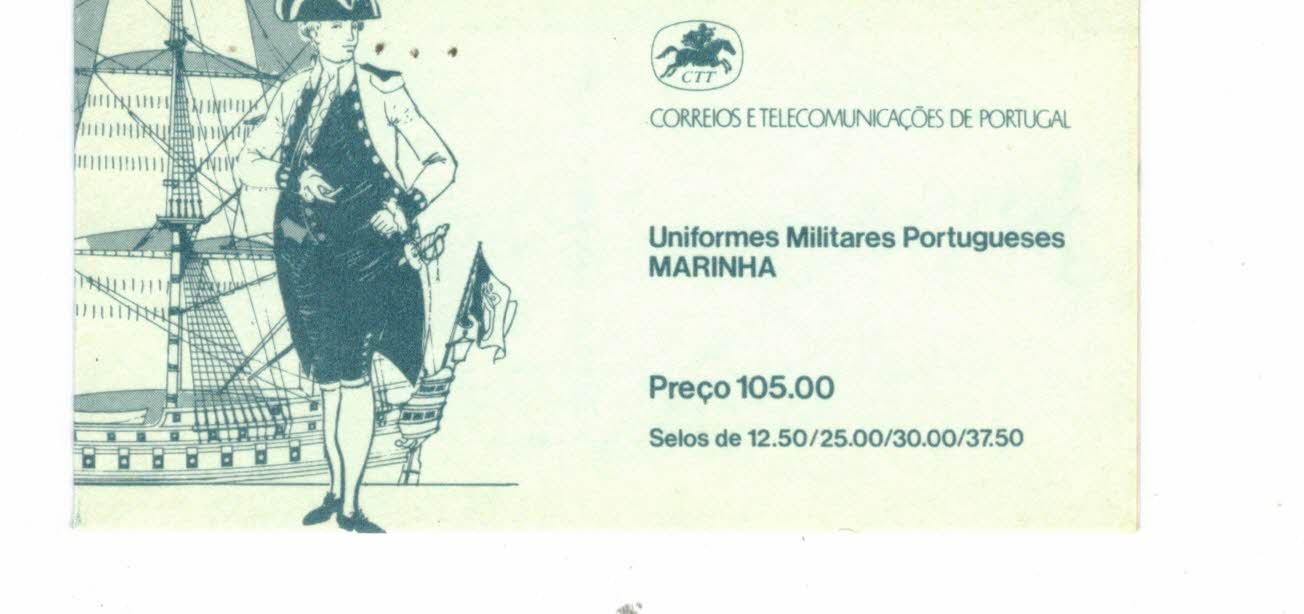 CTT
CORREIOS E TELECOMUNICAÇÕES DE PORTUGAL
Uniformes Militares Portugueses
MARINHA
Preço 105.00
Selos de 12.50/25.00/30.00/37.50